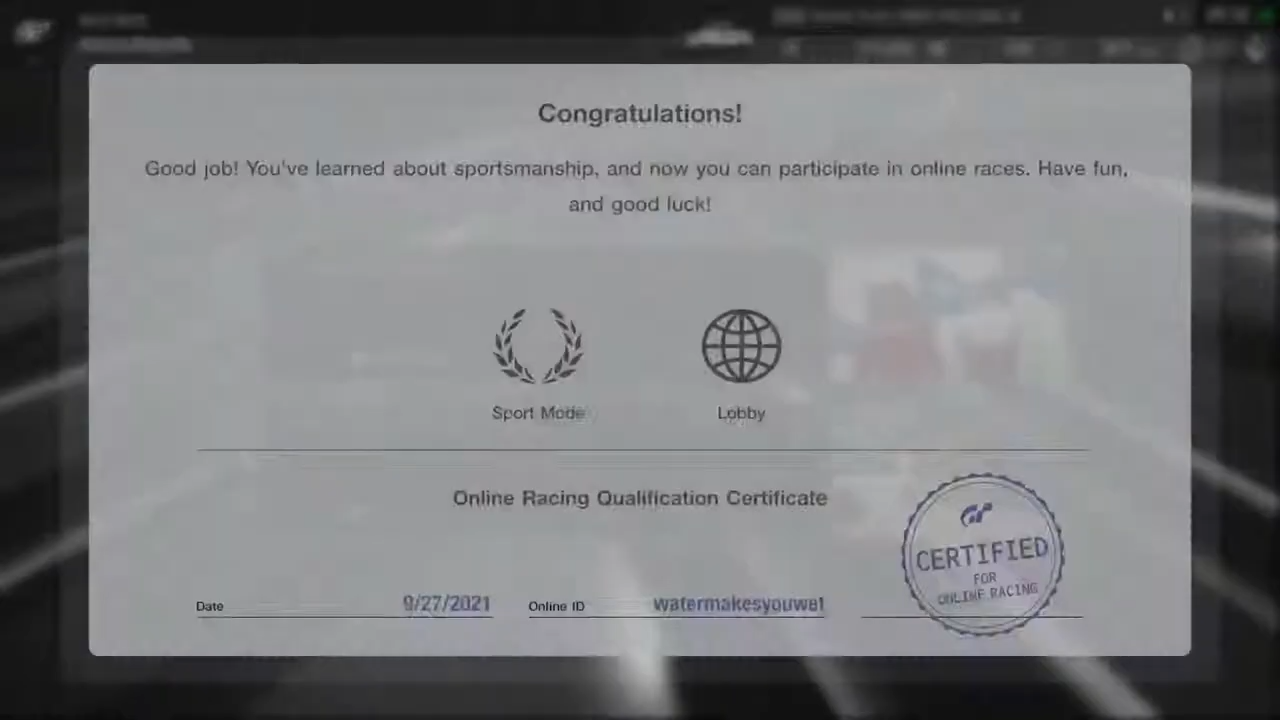 Congratulations!
Good job! You've learned about sportsmanship, and now you can participate in online races. Have fun,
and good luck!
Sport Mode
Lobby
Online Racing Qualification Certificate
GT
CERTIFIED
FOR
ONLINE RACING
Date 9/27/2021 Online ID watermakesyouwet